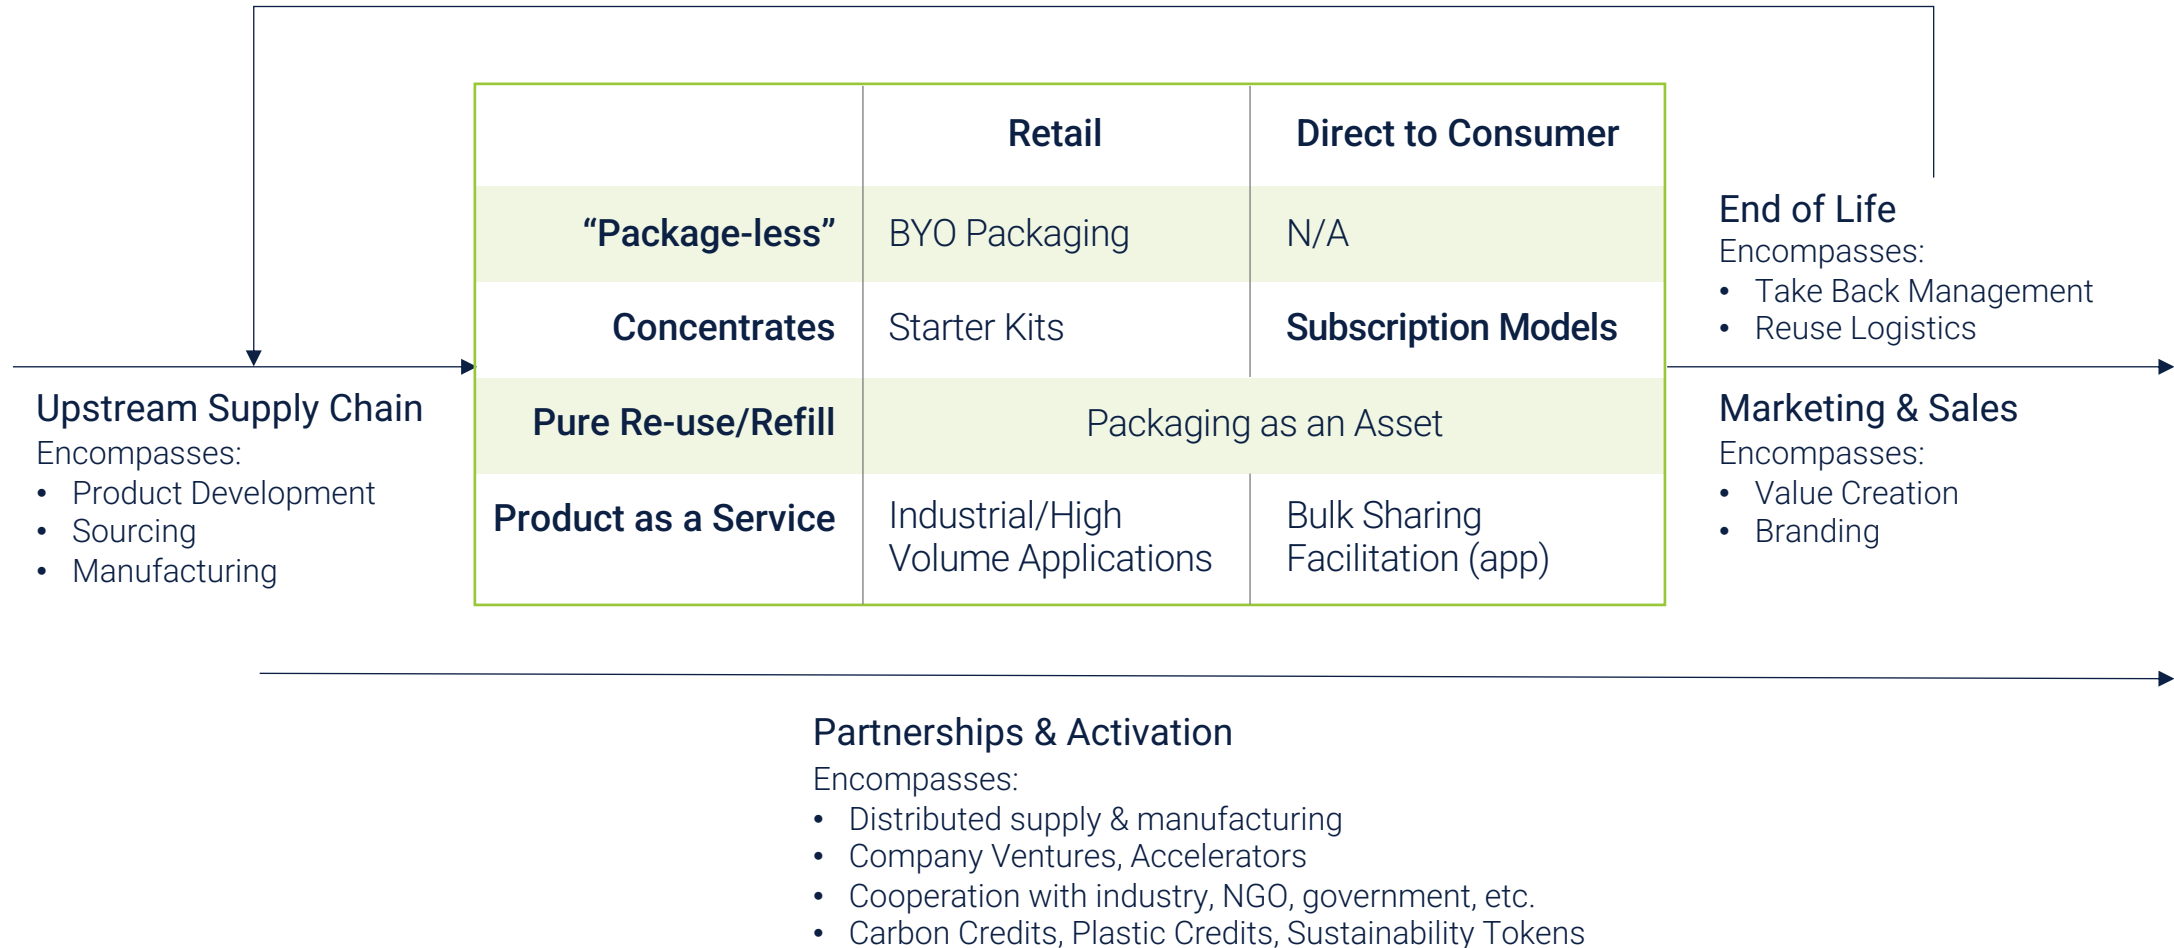 Retail
Direct to Consumer
“Package-less”
BYO Packaging
N/A
Concentrates
Starter Kits
Subscription Models
Pure Re-use/Refill
Packaging as an Asset
Product as a Service
Industrial/High
Volume Applications
Bulk Sharing
Facilitation (app)
Upstream Supply Chain
Encompasses:
• Product Development
• Sourcing
• Manufacturing
End of Life
Encompasses:
• Take Back Management
• Reuse Logistics
Marketing & Sales
Encompasses:
• Value Creation
• Branding
Partnerships & Activation
Encompasses:
• Distributed supply & manufacturing
• Company Ventures, Accelerators
• Cooperation with industry, NGO, government, etc.
• Carbon Credits, Plastic Credits, Sustainability Tokens